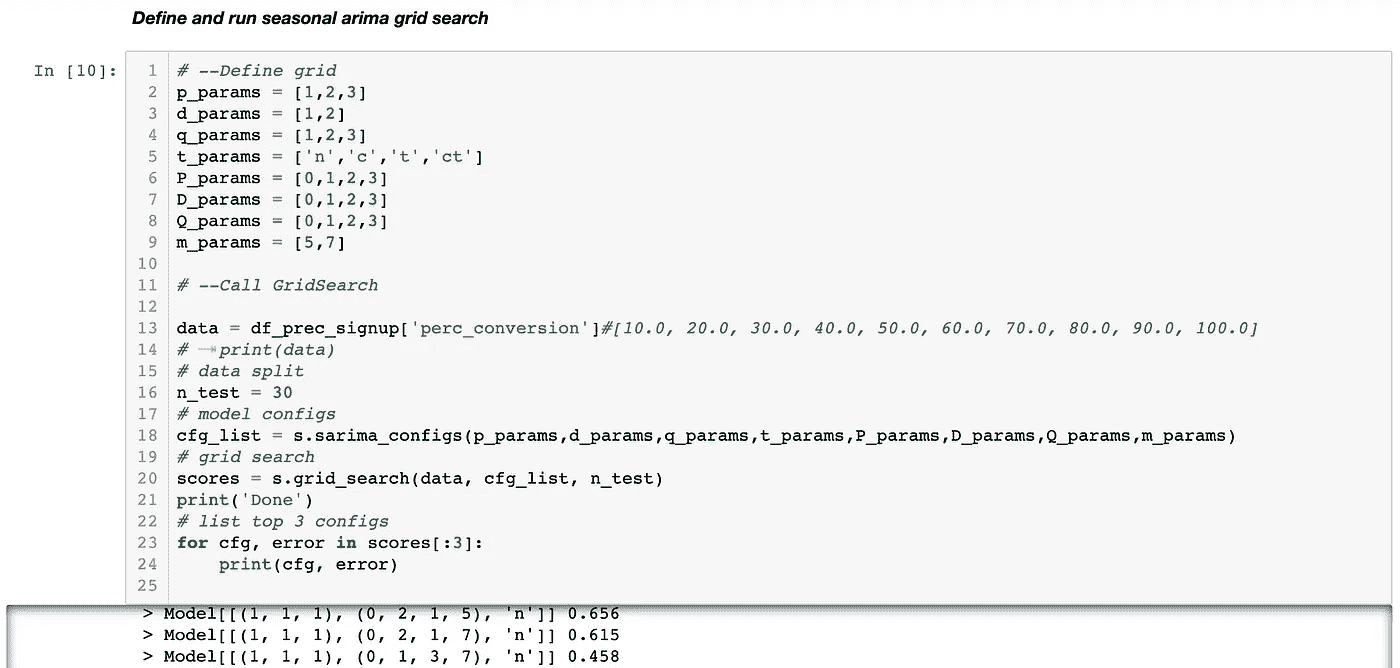 Define and run seasonal arima grid search
In [10]:
1 # --Define grid
2 p_params = [1,2,3]
3 d_params = [1,2]
4 q_params = [1,2,3]
5 t_params = ['n','c','t','ct']
6 P_params = [0,1,2,3]
7 D_params = [0,1,2,3]
8 Q_params = [0,1,2,3]
9 m_params = [5,7]
10
11 # --Call GridSearch
12
13 data = df_prec_signup['perc_conversion']#[10.0, 20.0, 30.0, 40.0, 50.0, 60.0, 70.0, 80.0, 90.0, 100.0]
14 # →print(data)
15 # data split
16 n_test = 30
17 # model configs
18 cfg_list = s.sarima_configs(p_params,d_params,q_params,t_params,P_params,D_params,Q_params,m_params)
19 # grid search
20 scores = s.grid_search(data, cfg_list, n_test)
21 print('Done')
22 # list top 3 configs
23 for cfg, error in scores[:3]:
24     print(cfg, error)
25
> Model[[(1, 1, 1), (0, 2, 1, 5), 'n']] 0.656
> Model[[(1, 1, 1), (0, 2, 1, 7), 'n']] 0.615
> Model[[(1, 1, 1), (0, 1, 3, 7), 'n']] 0.458